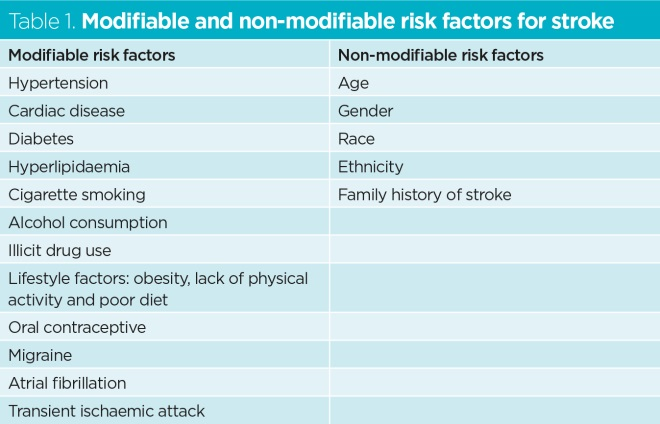 Table 1. Modifiable and non-modifiable risk factors for stroke
Modifiable risk factors Non-modifiable risk factors
Hypertension Age
Cardiac disease Gender
Diabetes Race
Hyperlipidaemia Ethnicity
Cigarette smoking Family history of stroke
Alcohol consumption
Illicit drug use
Lifestyle factors: obesity, lack of physical
activity and poor diet
Oral contraceptive
Migraine
Atrial fibrillation
Transient ischaemic attack